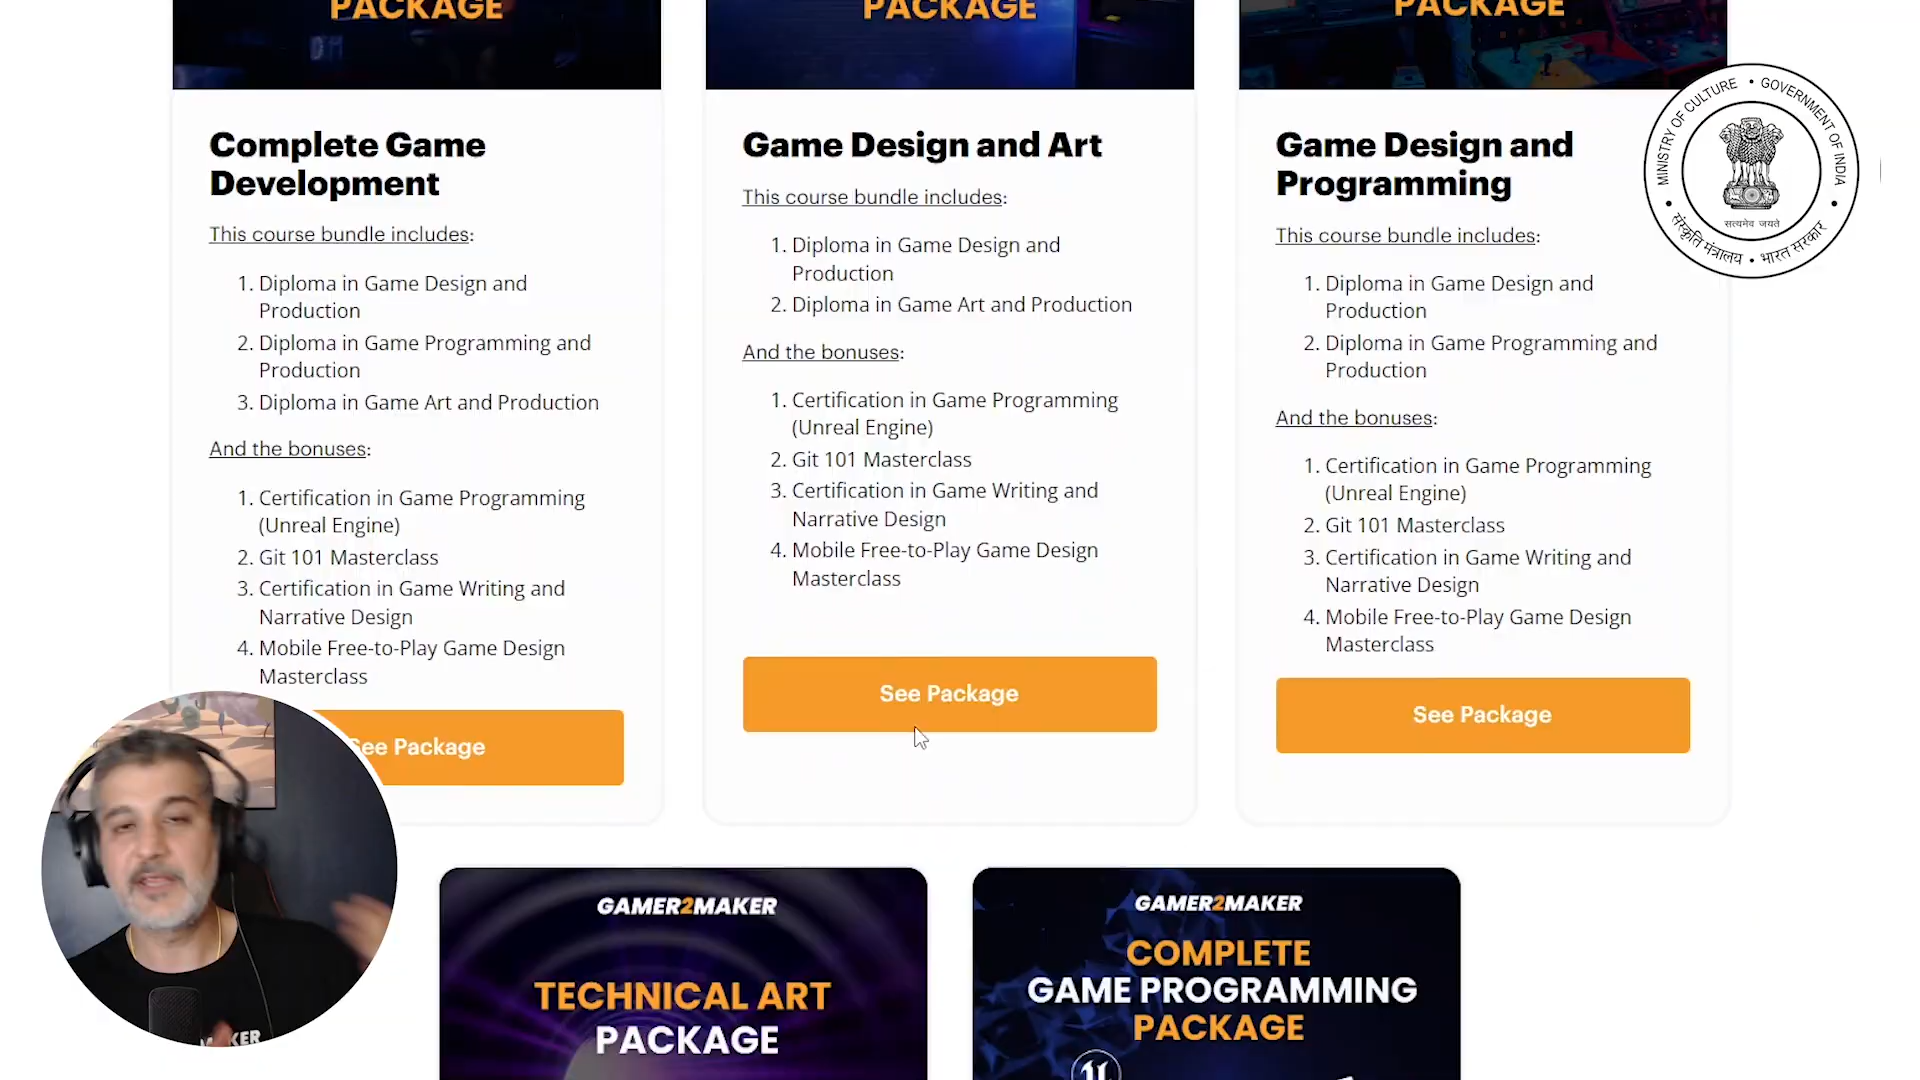 PACKAGE
PACKAGE
PACKAGE
Complete Game
Development
This course bundle includes:
1. Diploma in Game Design and
Production
2. Diploma in Game Programming and
Production
3. Diploma in Game Art and Production
And the bonuses:
1. Certification in Game Programming
(Unreal Engine)
2. Git 101 Masterclass
3. Certification in Game Writing and
Narrative Design
4. Mobile Free-to-Play Game Design
Masterclass
See Package
Game Design and Art
This course bundle includes:
1. Diploma in Game Design and
Production
2. Diploma in Game Art and Production
And the bonuses:
1. Certification in Game Programming
(Unreal Engine)
2. Git 101 Masterclass
3. Certification in Game Writing and
Narrative Design
4. Mobile Free-to-Play Game Design
Masterclass
See Package
Game Design and
Programming
This course bundle includes:
1. Diploma in Game Design and
Production
2. Diploma in Game Programming and
Production
And the bonuses:
1. Certification in Game Programming
(Unreal Engine)
2. Git 101 Masterclass
3. Certification in Game Writing and
Narrative Design
4. Mobile Free-to-Play Game Design
Masterclass
See Package
MINISTRY OF CULTURE • GOVERNMENT OF INDIA
सत्यमेव जयते
संस्कृति मंत्रालय • भारत सरकार
GAMER2MAKER
TECHNICAL ART
PACKAGE
GAMER2MAKER
COMPLETE
GAME PROGRAMMING
PACKAGE